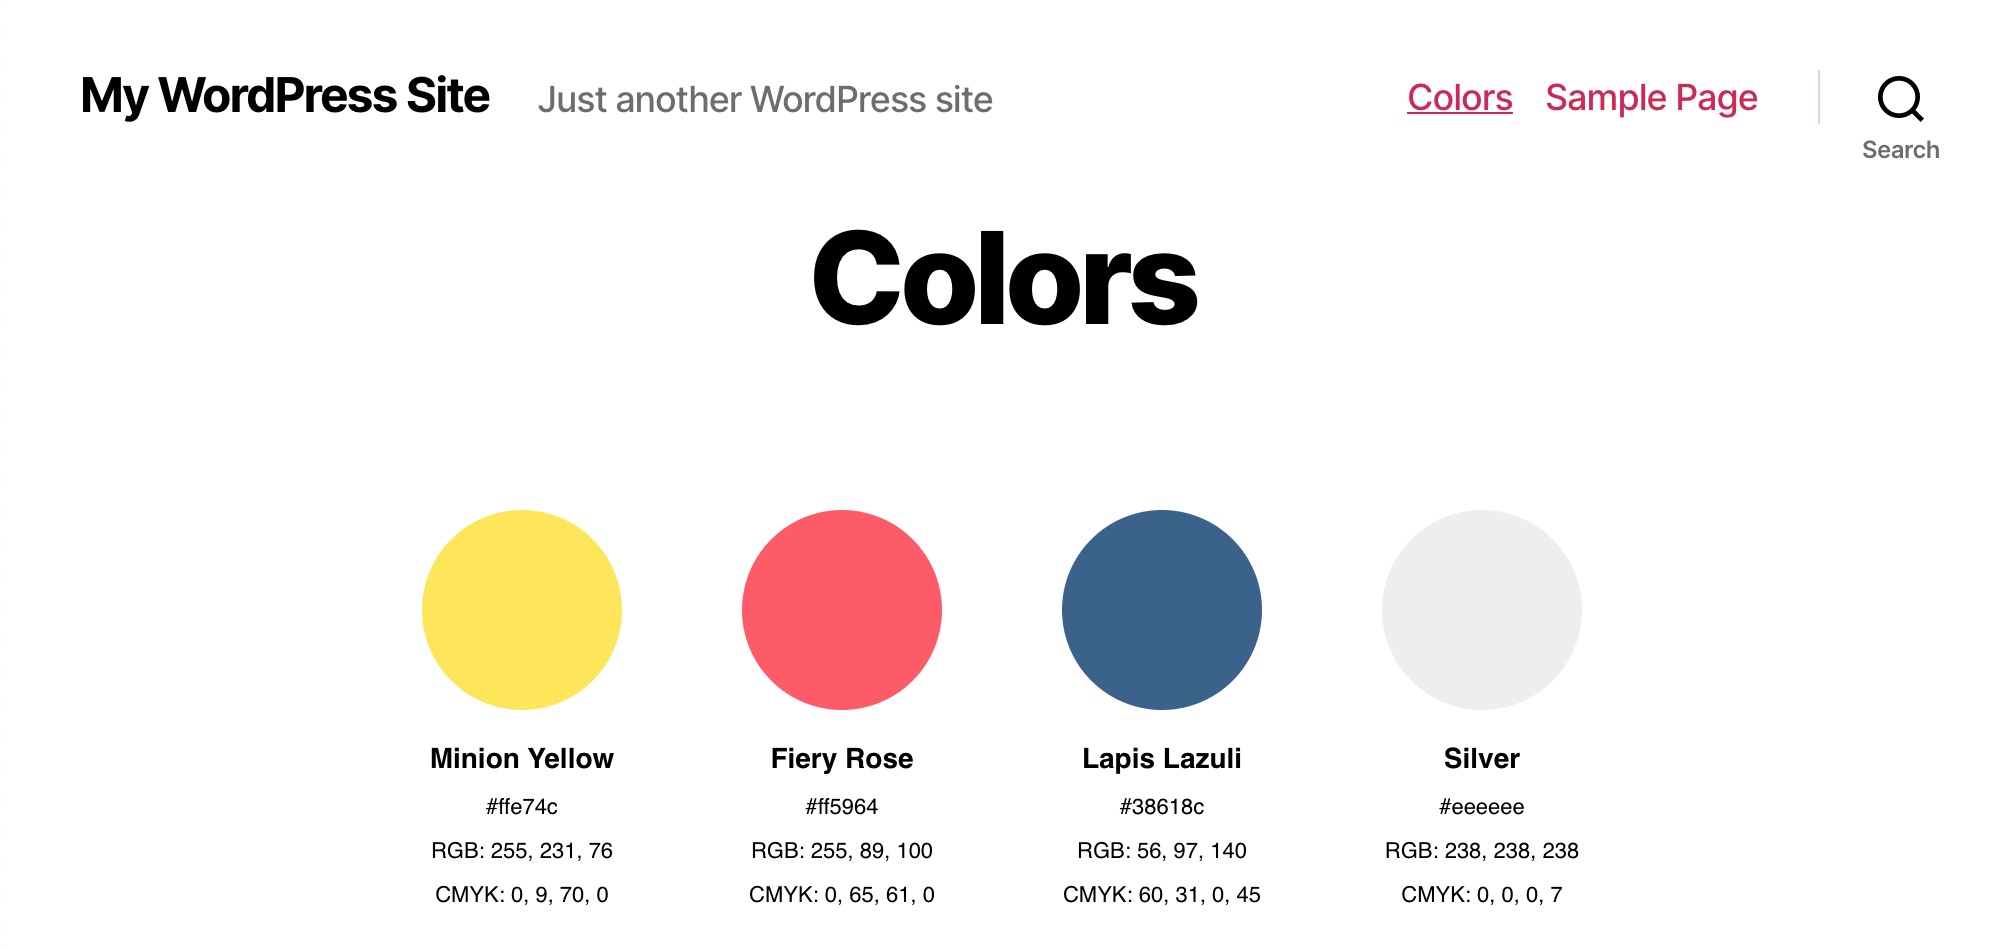 My WordPress Site
Just another WordPress site
Colors
Sample Page
Search
Colors
Minion Yellow
#ffe74c
RGB: 255, 231, 76
CMYK: 0, 9, 70, 0
Fiery Rose
#ff5964
RGB: 255, 89, 100
CMYK: 0, 65, 61, 0
Lapis Lazuli
#38618c
RGB: 56, 97, 140
CMYK: 60, 31, 0, 45
Silver
#eeeeee
RGB: 238, 238, 238
CMYK: 0, 0, 0, 7